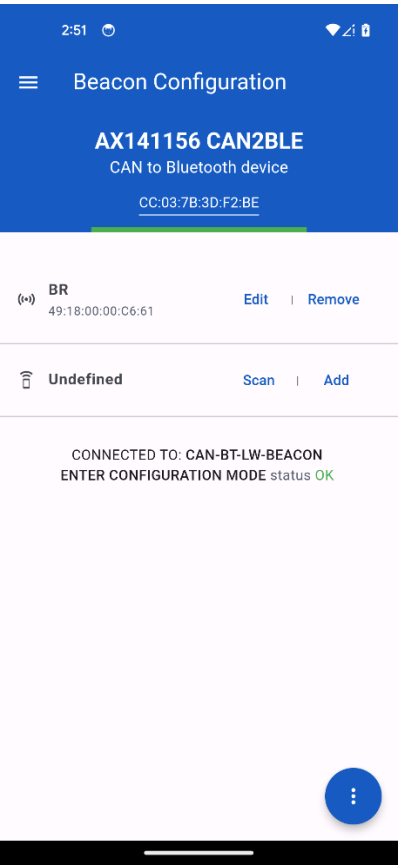 2:51
Beacon Configuration
AX141156 CAN2BLE
CAN to Bluetooth device
CC:03:7B:3D:F2:BE
BR
49:18:00:00:C6:61
Edit | Remove
Undefined
Scan | Add
CONNECTED TO: CAN-BT-LW-BEACON
ENTER CONFIGURATION MODE status OK